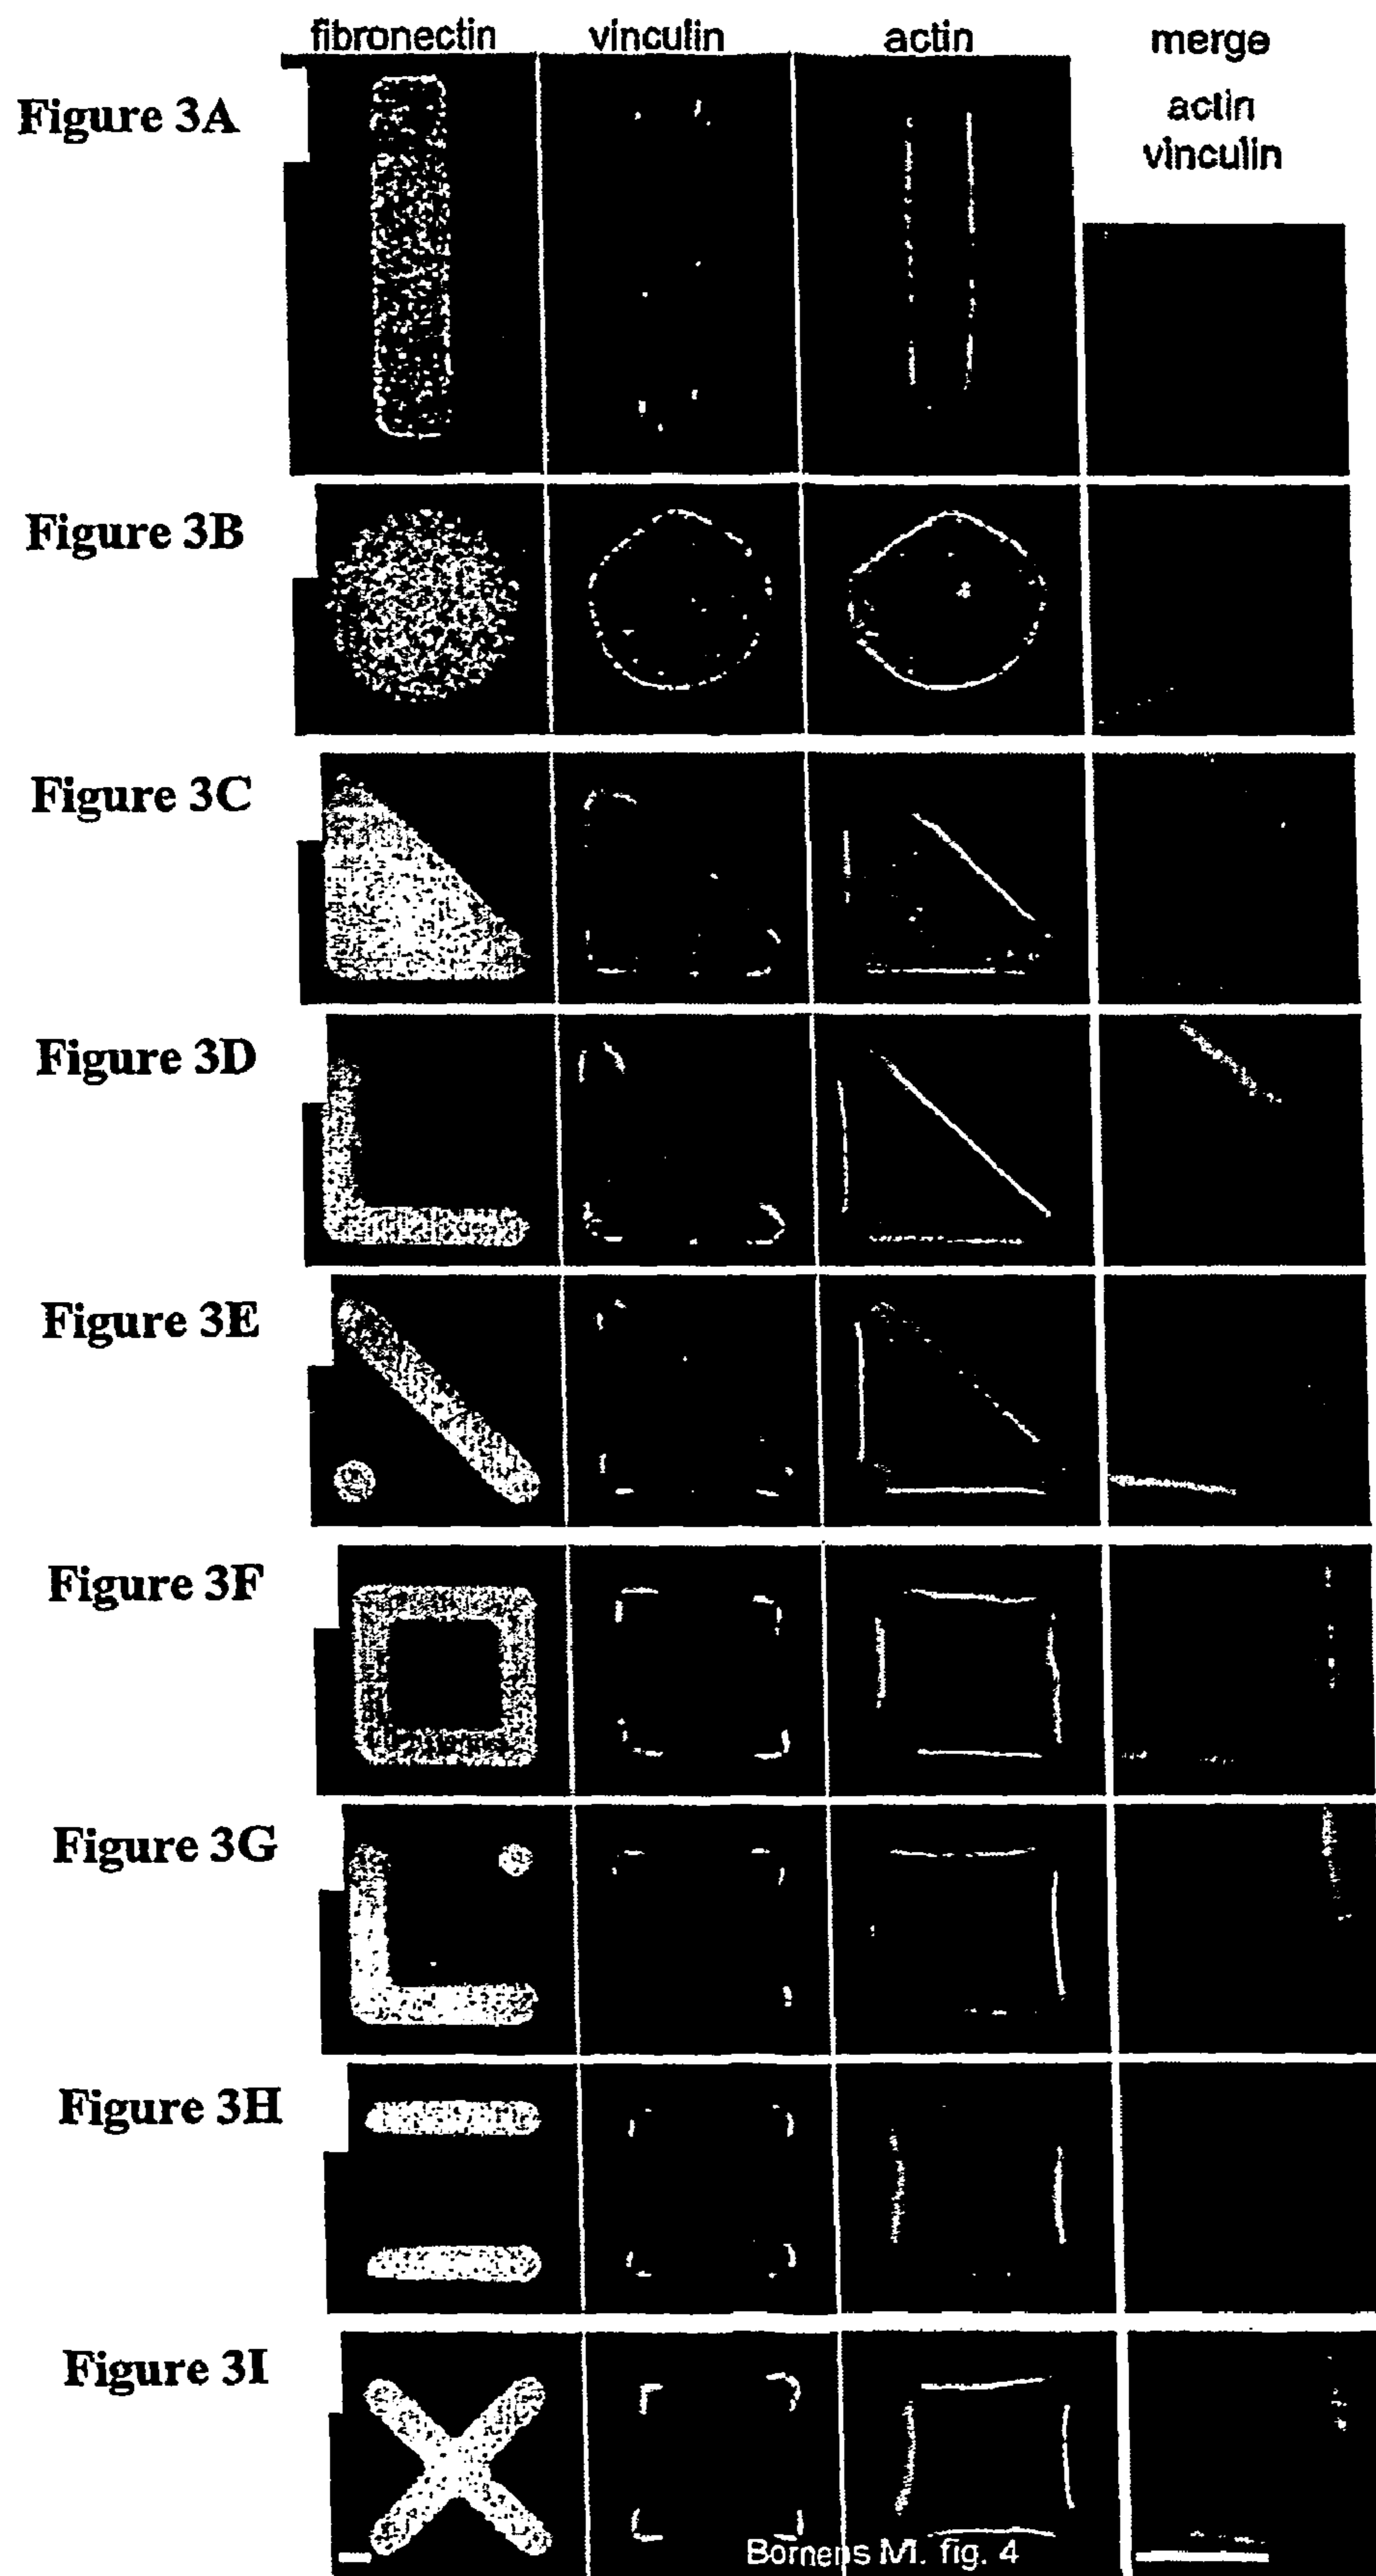 fibronectin vinculin actin merge
Figure 3A
actin
vinculin
Figure 3B
Figure 3C
Figure 3D
Figure 3E
Figure 3F
Figure 3G
Figure 3H
Figure 3I
Bornens M. fig. 4